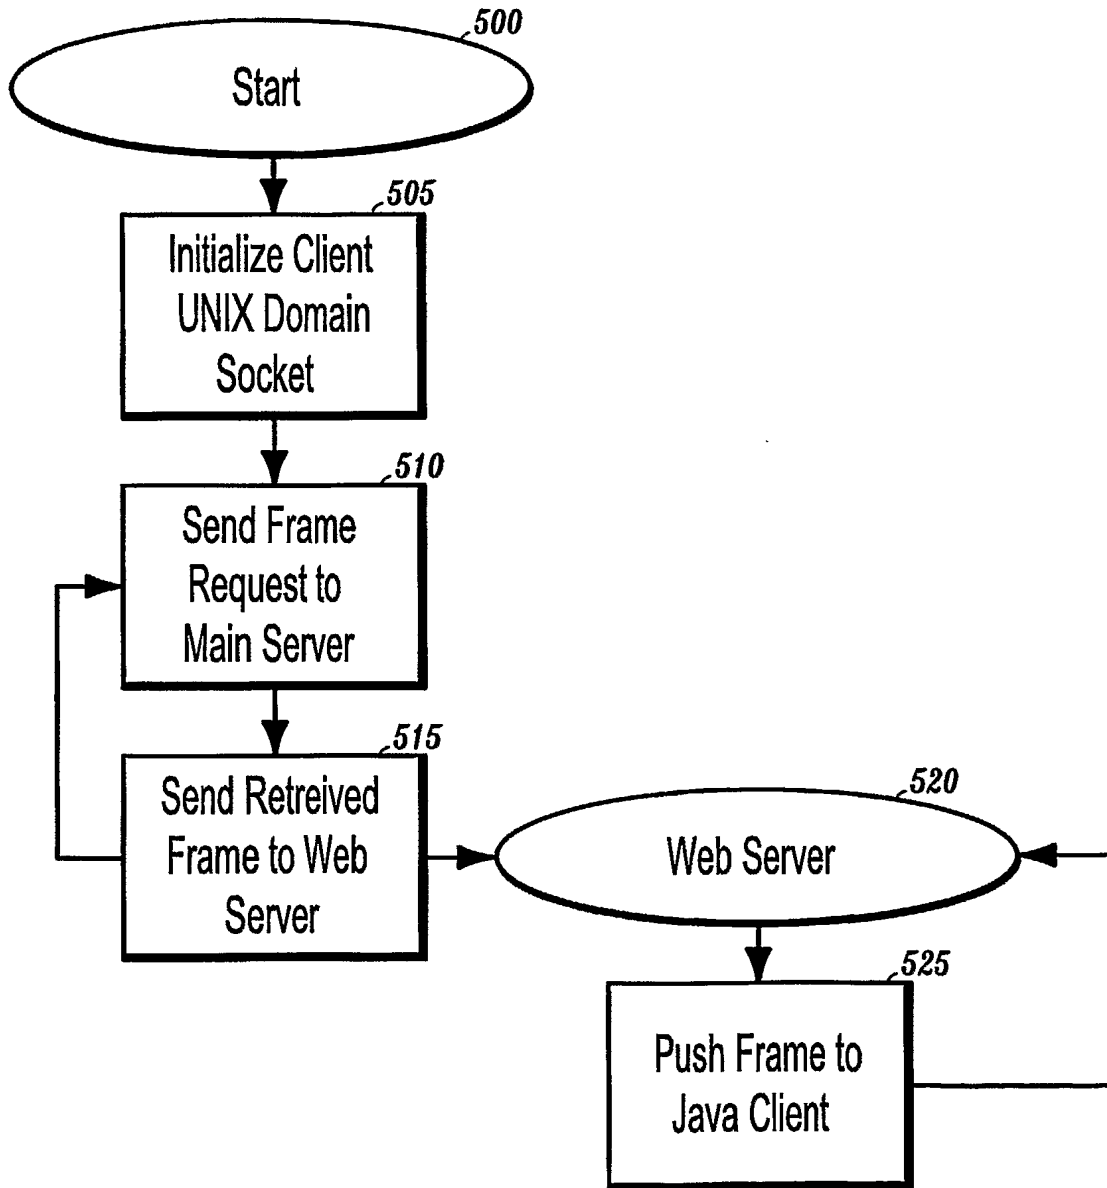 500
Start
505
Initialize Client
UNIX Domain
Socket
510
Send Frame
Request to
Main Server
515
Send Retreived
Frame to Web
Server
520
Web Server
525
Push Frame to
Java Client